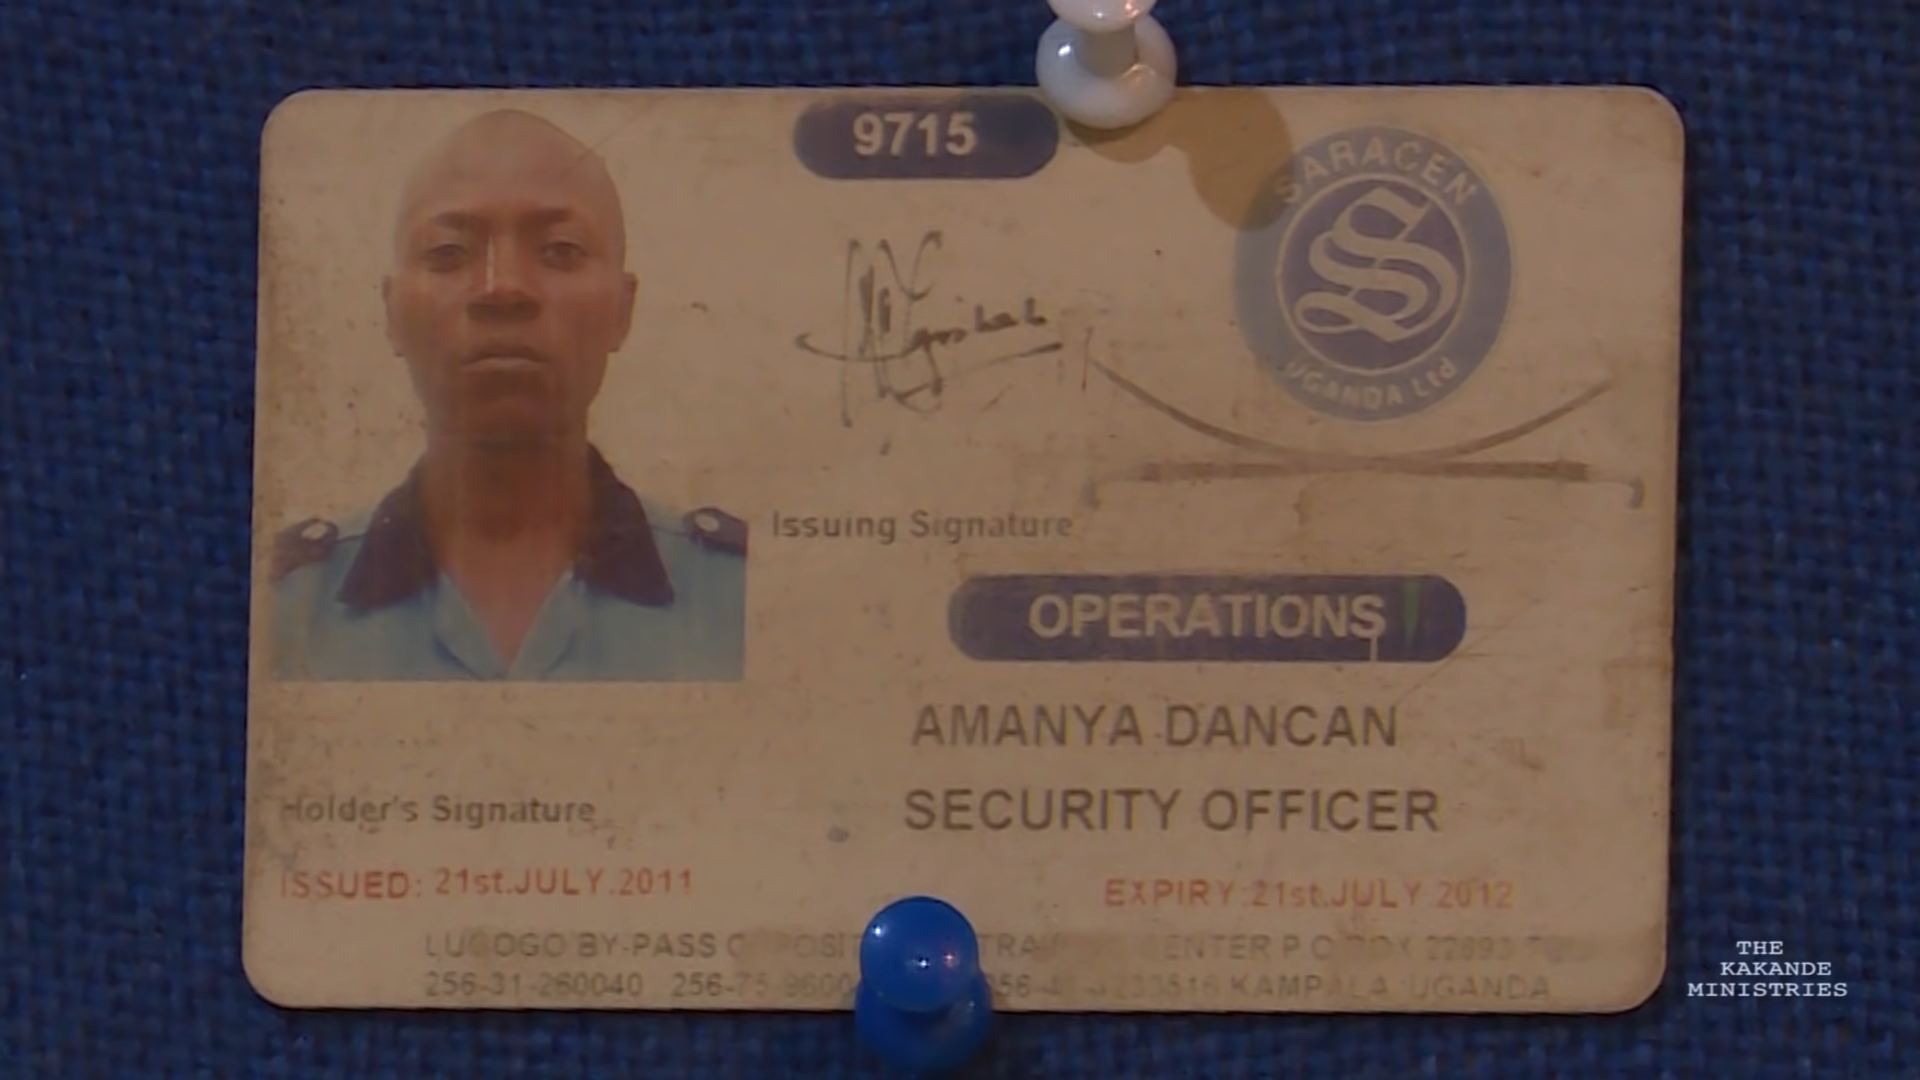 9715
SARACEN
S
UGANDA Ltd
Issuing Signature
OPERATIONS
AMANYA DANCAN
SECURITY OFFICER
Holder's Signature
ISSUED: 21st.JULY.2011
EXPIRY:21st.JULY 2012
LUGOGO BY-PASS
256-31-260040 KAMPALA UGANDA
THE
KAKANDE
MINISTRIES